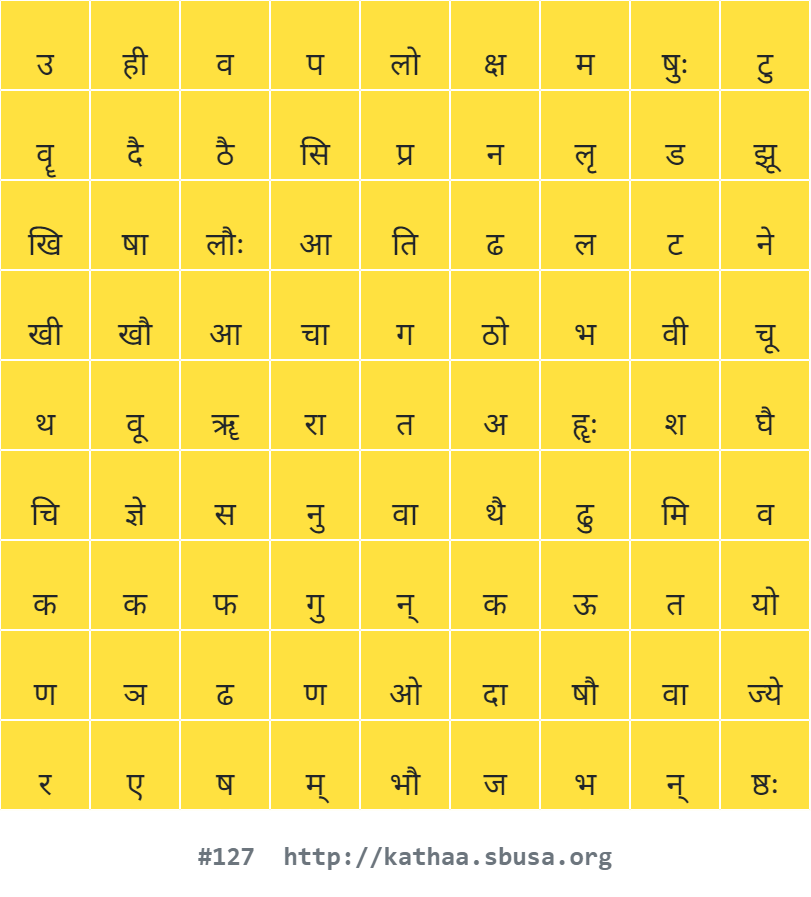 उ ही व प लो क्ष म षुः टु
वॄ दै ठै सि प्र न लृ ड झू
खि षा लौः आ ति ढ ल ट ने
खी खौ आ चा ग ठो भ वी चू
थ वू ॠ रा त अ हॄः श घै
चि ज्ञे स नु वा थै ढु मि व
क क फ गु न् क ऊ त यो
ण ञ ढ ण ओ दा षौ वा ज्ये
र ए ष म् भौ ज भ न् ष्ठः
#127 http://kathaa.sbusa.org